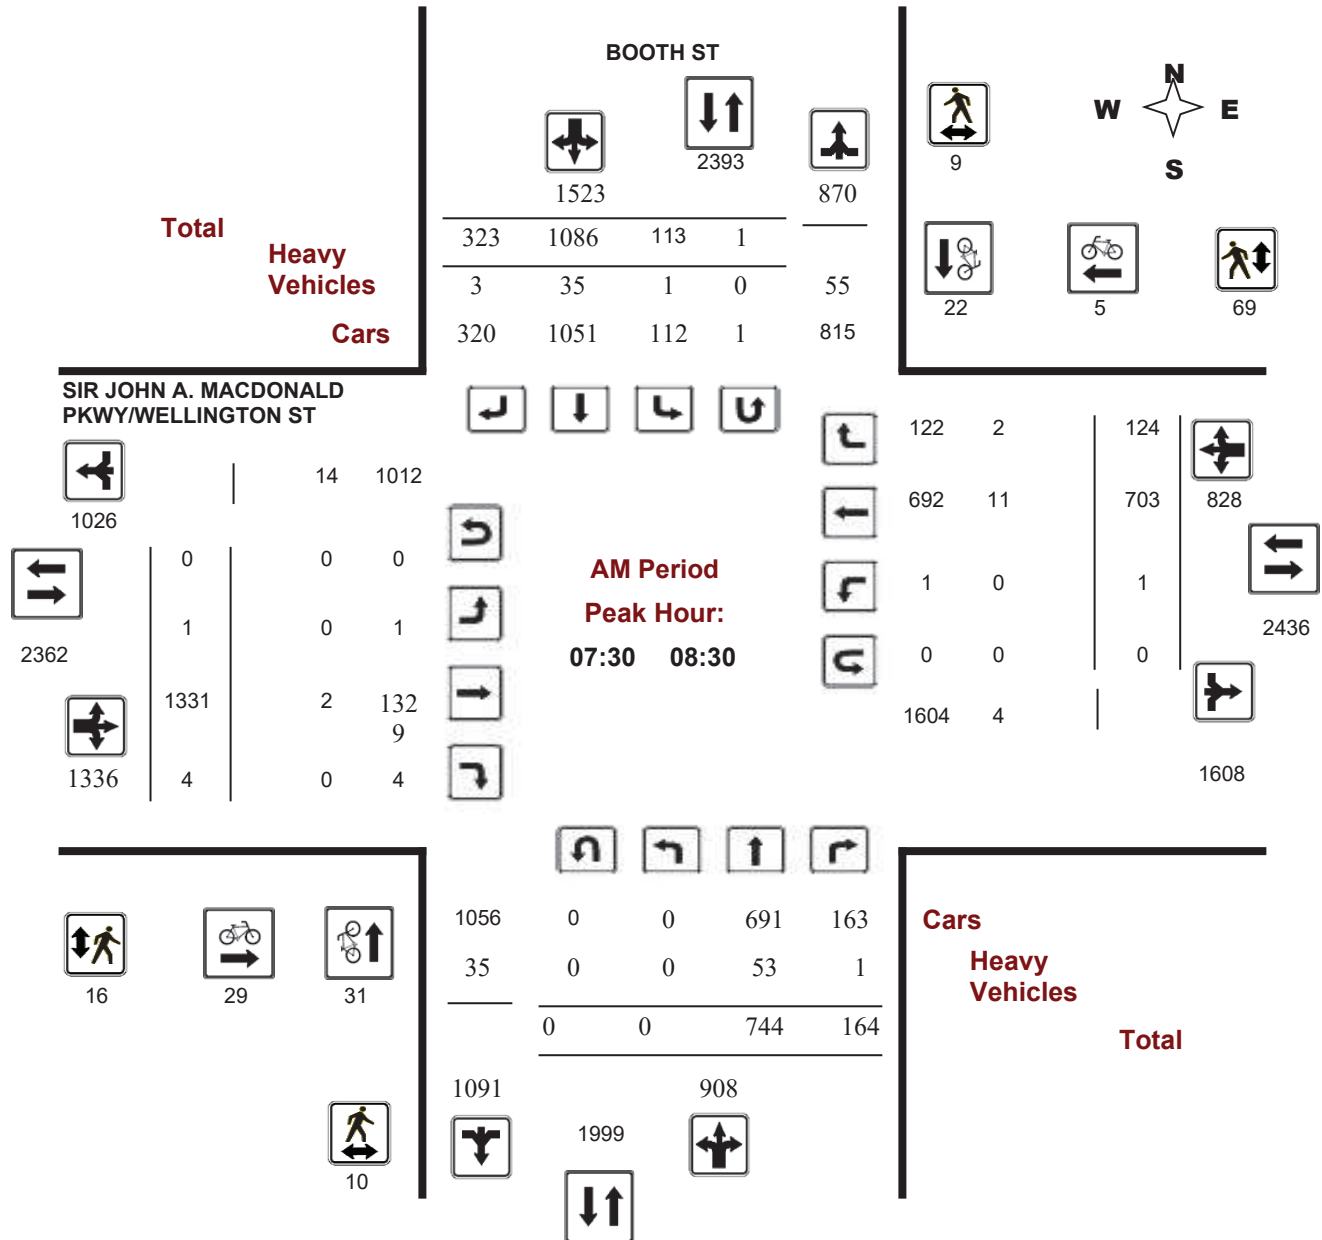 BOOTH ST
N
W E
S
2393
9
1523
870
Total
323 1086 113 1
Heavy
Vehicles
3 35 1 0 55
22 5 69
Cars
320 1051 112 1 815
SIR JOHN A. MACDONALD
PKWY/WELLINGTON ST
122 2 124
14 1012
692 11 703 828
1026
0 0 0
AM Period
1 0 1
Peak Hour:
1 0 1
2436
2362
07:30 08:30
0 0 0
1331 2 132
9
1604 4
1336 4 0 4
1608
1056 0 0 691 163
Cars
35 0 0 53 1
Heavy
Vehicles
16 29 31
0 0 744 164
Total
1091 908
1999
10